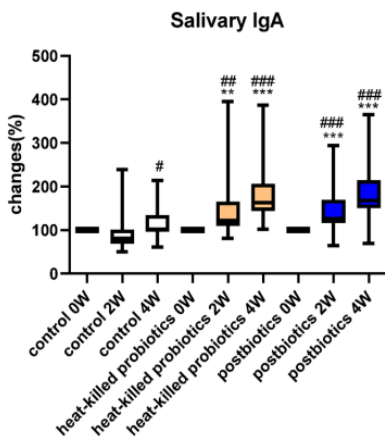 Salivary IgA
changes(%)
500
400
300
200
100
0
#
##
**
###
***
###
***
###
***
control 0W
control 2W
control 4W
heat-killed probiotics 0W
heat-killed probiotics 2W
heat-killed probiotics 4W
postbiotics 0W
postbiotics 2W
postbiotics 4W